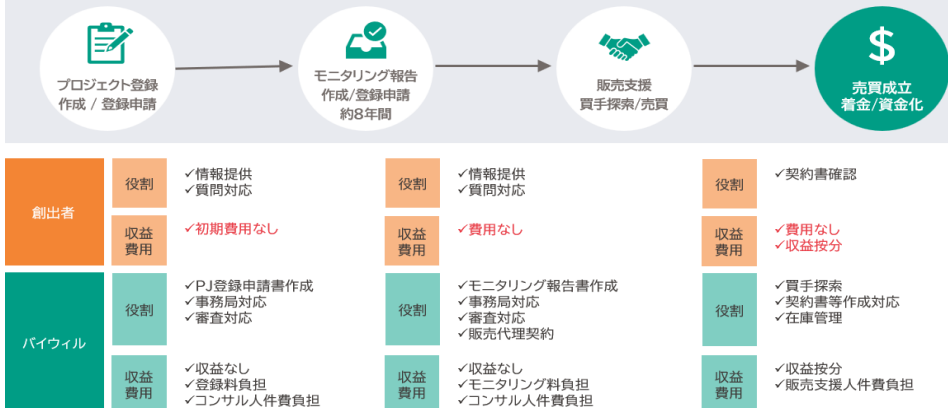 プロジェクト登録
作成 / 登録申請
モニタリング報告
作成/登録申請
約8年間
販売支援
買手探索/売買
$
売買成立
着金/資金化
創出者
役割
✓情報提供
✓質問対応
役割
✓情報提供
✓質問対応
役割
✓契約書確認
収益
費用
✓初期費用なし
収益
費用
✓費用なし
収益
費用
✓費用なし
✓収益按分
バイウィル
役割
✓PJ登録申請書作成
✓事務局対応
✓審査対応
役割
✓モニタリング報告書作成
✓事務局対応
✓審査対応
✓販売代理契約
役割
✓買手探索
✓契約書等作成対応
✓在庫管理
収益
費用
✓収益なし
✓登録料負担
✓コンサル人件費負担
収益
費用
✓収益なし
✓モニタリング料負担
✓コンサル人件費負担
収益
費用
✓収益按分
✓販売支援人件費負担